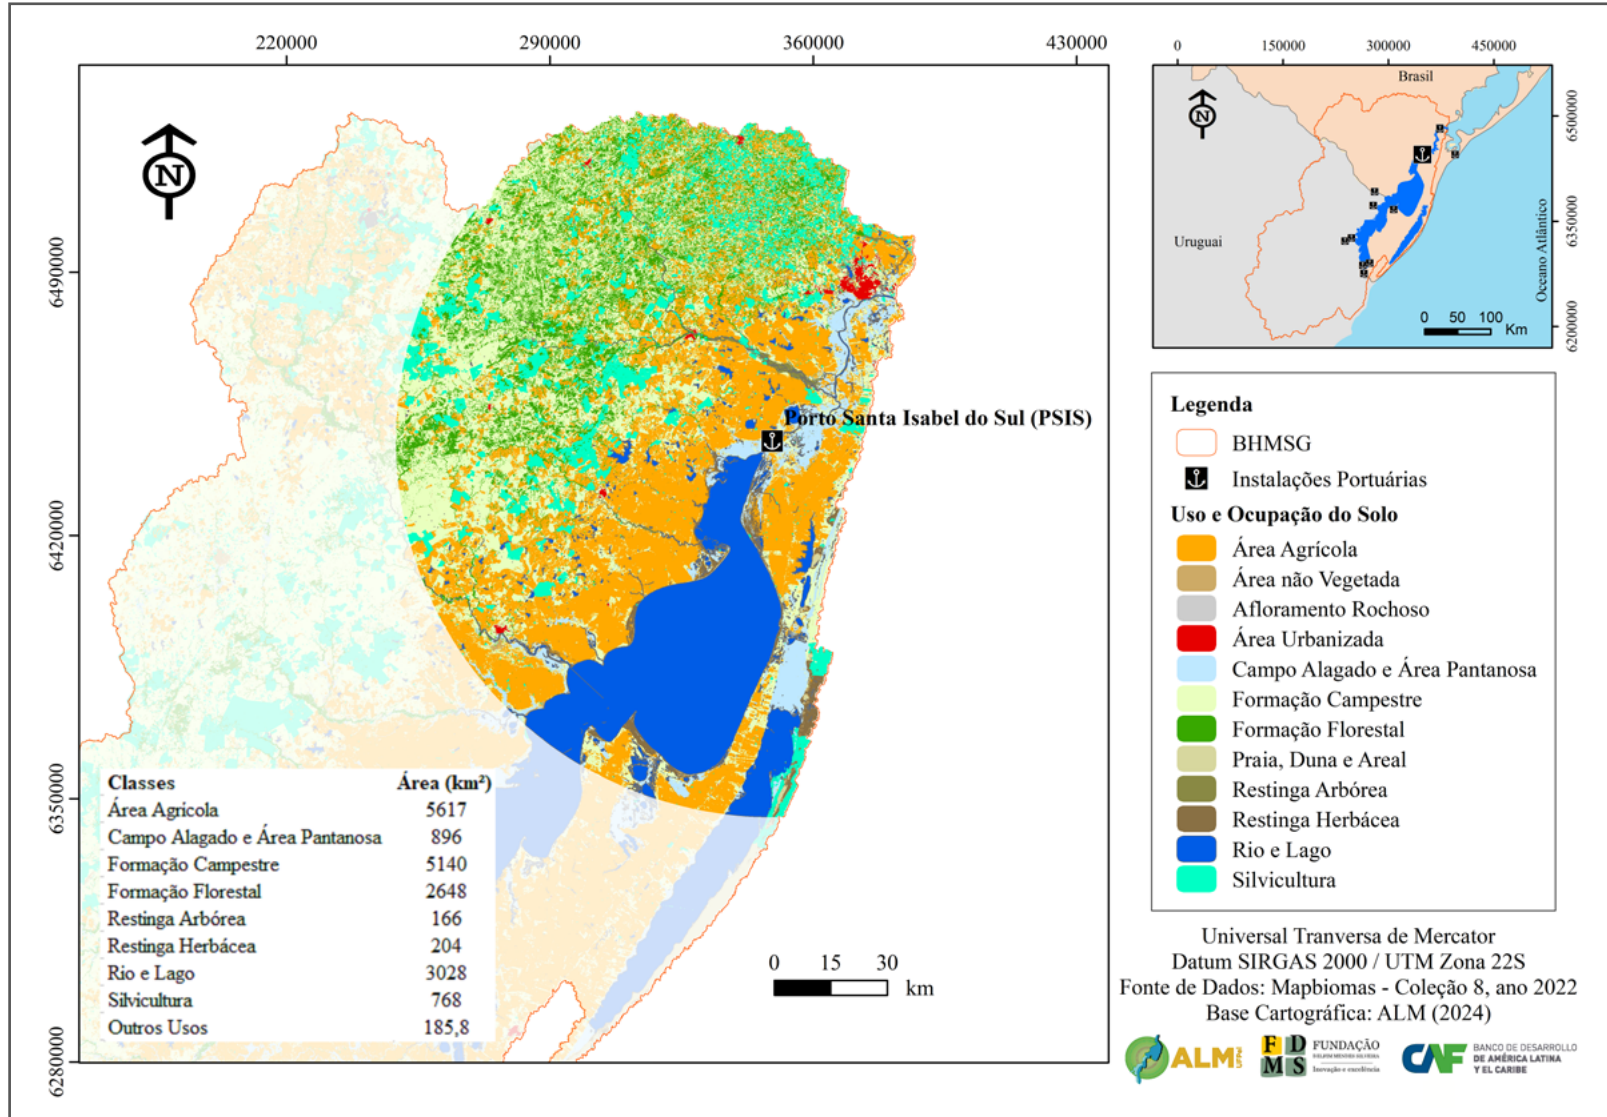 220000
290000
360000
430000
6490000
6420000
6350000
6280000
N
Porto Santa Isabel do Sul (PSIS)
Classes Área (km²)
Área Agrícola 5617
Campo Alagado e Área Pantanosa 896
Formação Campestre 5140
Formação Florestal 2648
Restinga Arbórea 166
Restinga Herbácea 204
Rio e Lago 3028
Silvicultura 768
Outros Usos 185,8
0 15 30
km
0
150000
300000
450000
6500000
6350000
6200000
N
Brasil
Uruguai
Oceano Atlântico
0 50 100
Km
Legenda
BHMSG
Instalações Portuárias
Uso e Ocupação do Solo
Área Agrícola
Área não Vegetada
Afloramento Rochoso
Área Urbanizada
Campo Alagado e Área Pantanosa
Formação Campestre
Formação Florestal
Praia, Duna e Areal
Restinga Arbórea
Restinga Herbácea
Rio e Lago
Silvicultura
Universal Tranversa de Mercator
Datum SIRGAS 2000 / UTM Zona 22S
Fonte de Dados: Mapbiomas - Coleção 8, ano 2022
Base Cartográfica: ALM (2024)
ALM UFPel
FDMS
FUNDAÇÃO
DELFIM MENDES SILVEIRA
Inovação e excelência
CAF
BANCO DE DESARROLLO
DE AMÉRICA LATINA
Y EL CARIBE